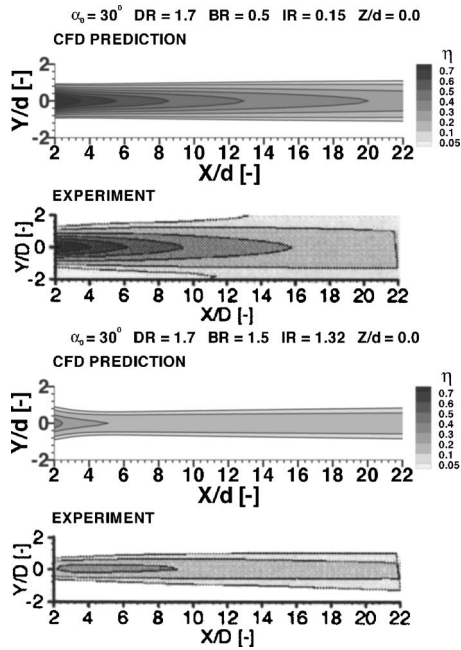 α₀= 30⁰ DR = 1.7 BR = 0.5 IR = 0.15 Z/d = 0.0
CFD PREDICTION
η
Y/d [-]
2
0
-2
0.7
0.6
0.5
0.4
0.3
0.2
0.1
0.05
2 4 6 8 10 12 14 16 18 20 22
X/d [-]
EXPERIMENT
Y/D [-]
2
0
-2
2 4 6 8 10 12 14 16 18 20 22
X/D [-]
α₀= 30⁰ DR = 1.7 BR = 1.5 IR = 1.32 Z/d = 0.0
CFD PREDICTION
η
Y/d [-]
2
0
-2
0.7
0.6
0.5
0.4
0.3
0.2
0.1
0.05
2 4 6 8 10 12 14 16 18 20 22
X/d [-]
EXPERIMENT
Y/D [-]
2
0
-2
2 4 6 8 10 12 14 16 18 20 22
X/D [-]